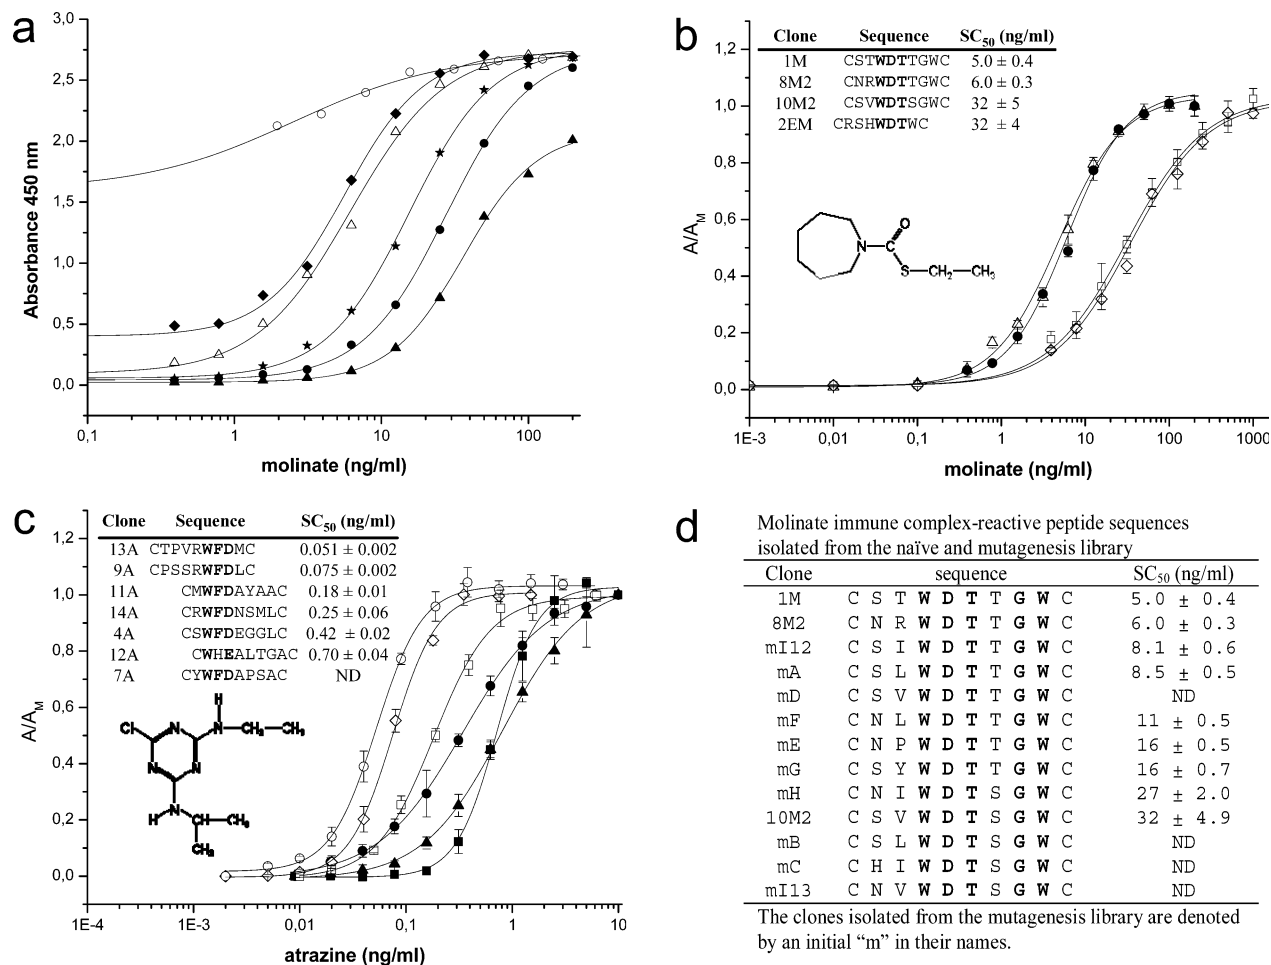 a
3,0
2,5
2,0
1,5
1,0
0,5
0,0
Absorbance 450 nm
0,1 1 10 100
molinate (ng/ml)
b
Clone Sequence SC50 (ng/ml)
1M CSTWDTTGWC 5.0 ± 0.4
8M2 CNRWDTTGWC 6.0 ± 0.3
10M2 CSVWDTSGWC 32 ± 5
2EM CRSHWDTWC 32 ± 4
1,2
1,0
0,8
0,6
0,4
0,2
0,0
A/AM
N C O
S CH2 CH3
1E-3 0,01 0,1 1 10 100 1000
molinate (ng/ml)
c
Clone Sequence SC50 (ng/ml)
13A CTPVRWFDMC 0.051 ± 0.002
9A CPSSRWFDLC 0.075 ± 0.002
11A CMWFDAYAAC 0.18 ± 0.01
14A CRWFDNSMLC 0.25 ± 0.06
4A CSWFDEGGLC 0.42 ± 0.02
12A CWHEALTGAC 0.70 ± 0.04
7A CYWFDAPSAC ND
1,2
1,0
0,8
0,6
0,4
0,2
0,0
A/AM
H
Cl N N CH2 CH3
N N
N
H CH CH3
CH3
1E-4 1E-3 0,01 0,1 1 10
atrazine (ng/ml)
d
Molinate immune complex-reactive peptide sequences
isolated from the naïve and mutagenesis library
Clone sequence SC50 (ng/ml)
1M C S T W D T T G W C 5.0 ± 0.4
8M2 C N R W D T T G W C 6.0 ± 0.3
mI12 C S I W D T T G W C 8.1 ± 0.6
mA C S L W D T T G W C 8.5 ± 0.5
mD C S V W D T T G W C ND
mF C N L W D T T G W C 11 ± 0.5
mE C N P W D T T G W C 16 ± 0.5
mG C S Y W D T T G W C 16 ± 0.7
mH C N I W D T S G W C 27 ± 2.0
10M2 C S V W D T S G W C 32 ± 4.9
mB C S L W D T S G W C ND
mC C H I W D T S G W C ND
mI13 C N V W D T S G W C ND
The clones isolated from the mutagenesis library are denoted
by an initial “m” in their names.